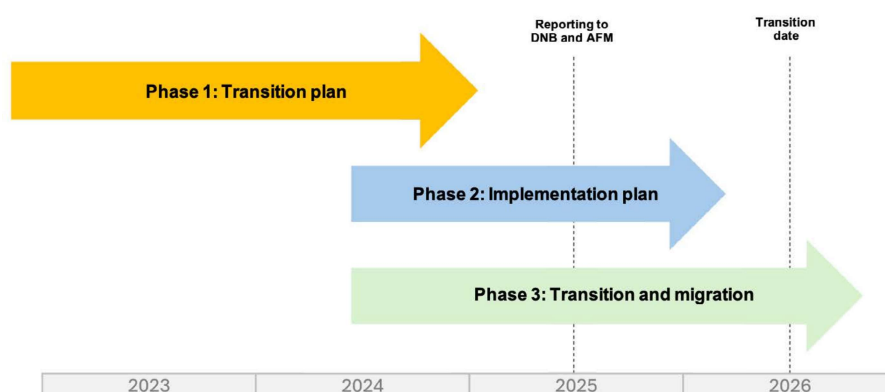 Reporting to
DNB and AFM
Transition
date
Phase 1: Transition plan
Phase 2: Implementation plan
Phase 3: Transition and migration
2023
2024
2025
2026